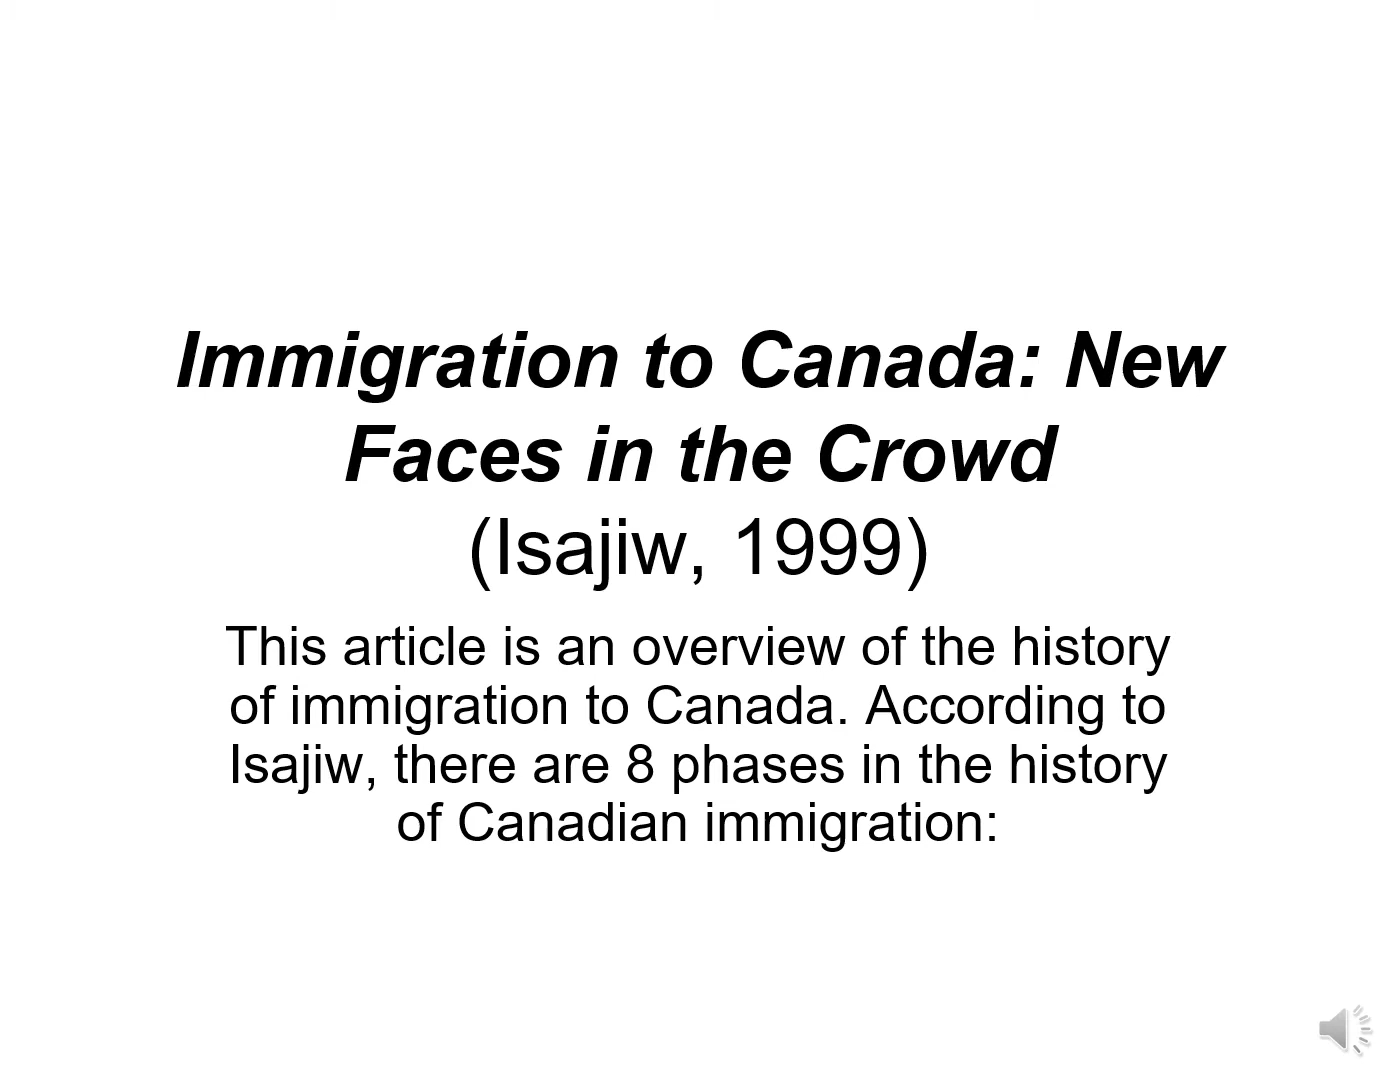 Immigration to Canada: New
Faces in the Crowd
(Isajiw, 1999)
This article is an overview of the history
of immigration to Canada. According to
Isajiw, there are 8 phases in the history
of Canadian immigration: